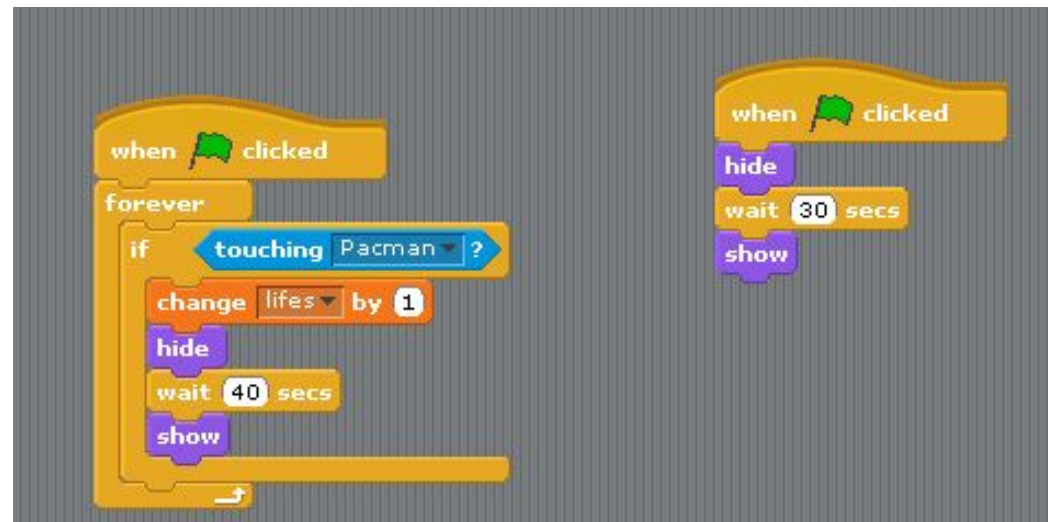 when clicked
forever
if touching Pacman ?
change lifes by 1
hide
wait 40 secs
show
when clicked
hide
wait 30 secs
show